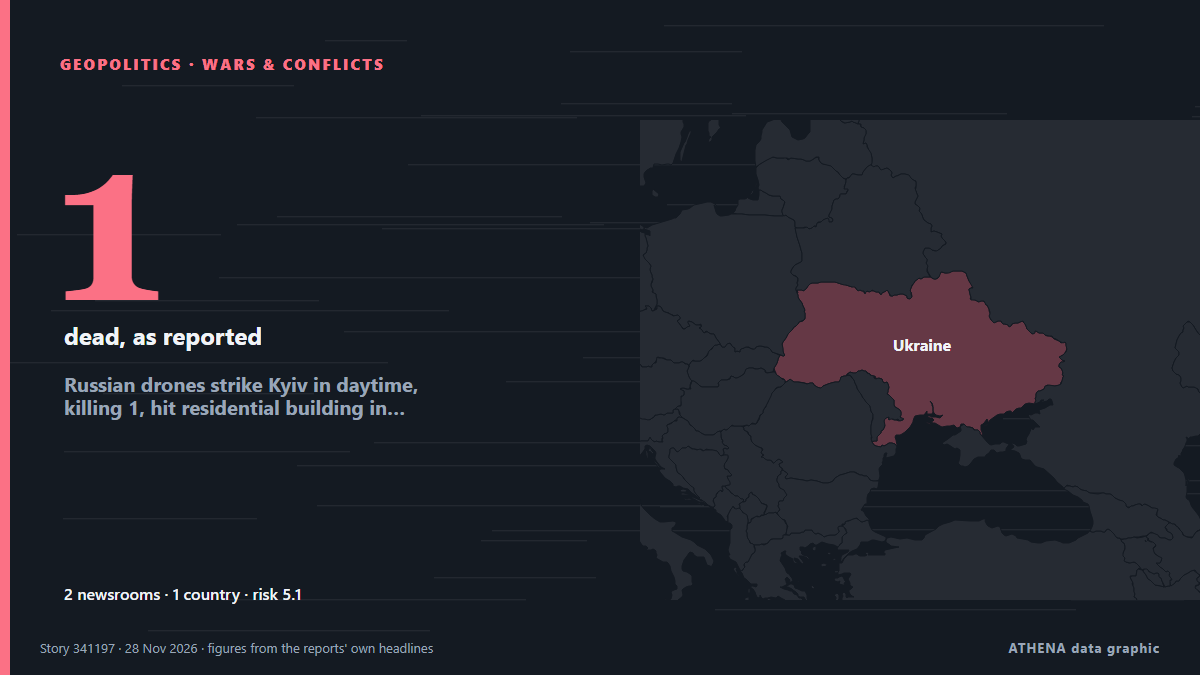 GEOPOLITICS · WARS & CONFLICTS
1
dead, as reported
Russian drones strike Kyiv in daytime,
killing 1, hit residential building in...
Ukraine
2 newsrooms · 1 country · risk 5.1
Story 341197 · 28 Nov 2026 · figures from the reports' own headlines
ATHENA data graphic